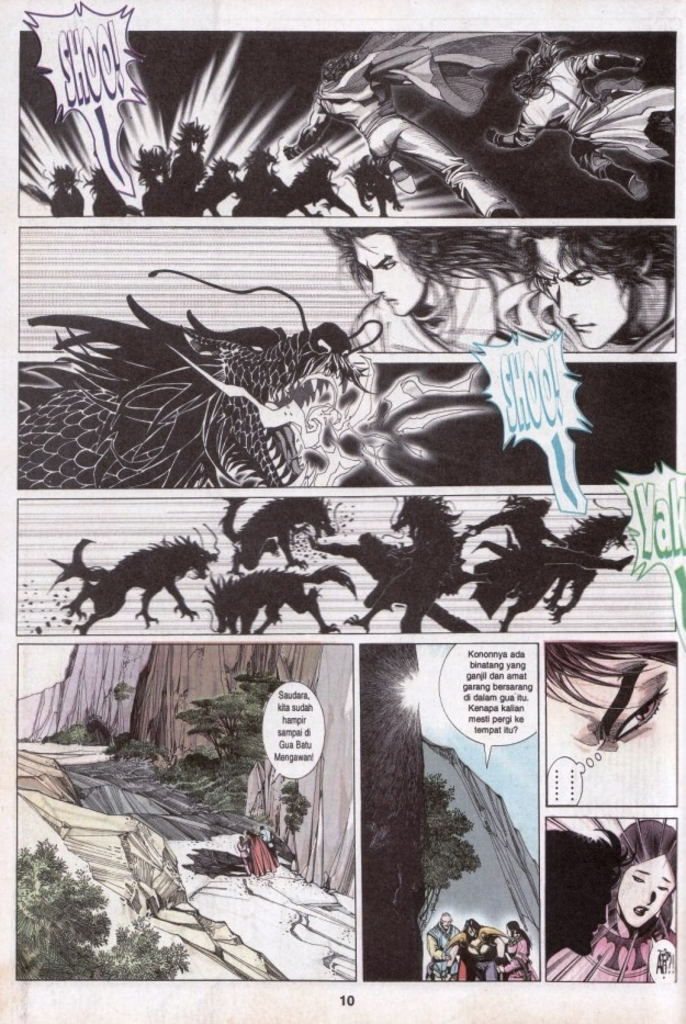 SHOO!
SHOO!
Yak
Saudara,
kita sudah
hampir
sampai di
Gua Batu
Mengawan!
Kononnya ada
binatang yang
ganjil dan amat
garang bersarang
di dalam gua itu.
Kenapa kalian
mesti pergi ke
tempat itu?
......
10